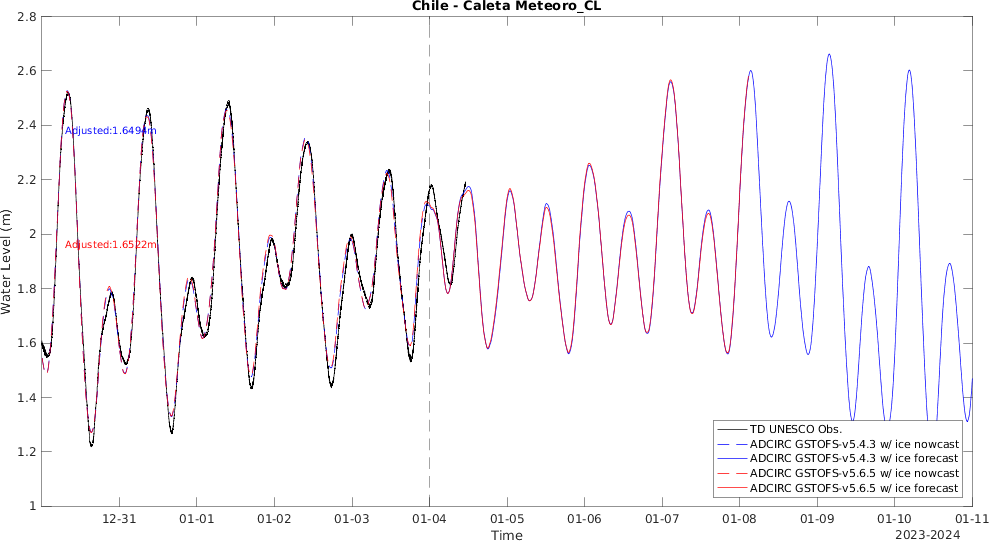 Chile - Caleta Meteoro_CL
2.8
2.6
2.4
2.2
2
1.8
1.6
1.4
1.2
1
Water Level (m)
Adjusted:1.6494m
Adjusted:1.6522m
TD UNESCO Obs.
ADCIRC GSTOFS-v5.4.3 w/ ice nowcast
ADCIRC GSTOFS-v5.4.3 w/ ice forecast
ADCIRC GSTOFS-v5.6.5 w/ ice nowcast
ADCIRC GSTOFS-v5.6.5 w/ ice forecast
12-31 01-01 01-02 01-03 01-04 01-05 01-06 01-07 01-08 01-09 01-10 01-11
Time
2023-2024